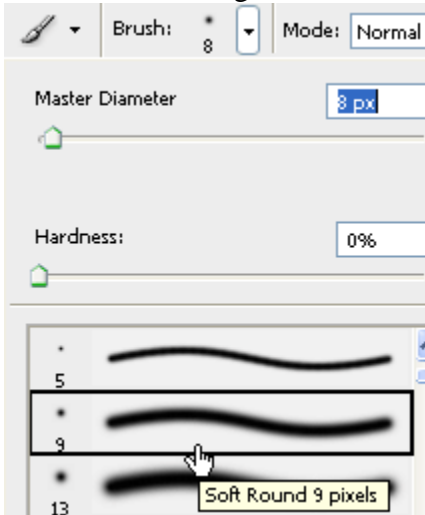 Brush:
8
Mode: Normal
Master Diameter
8 px
Hardness:
0%
5
9
Soft Round 9 pixels
13